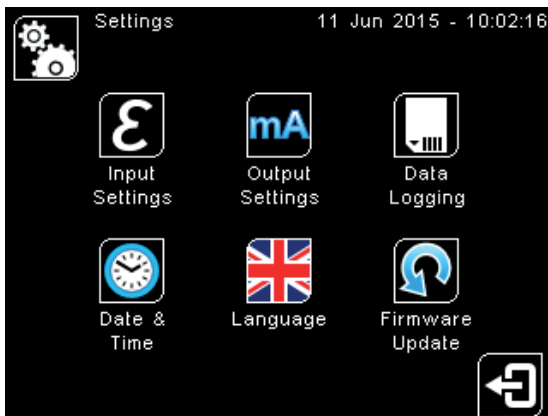 Settings
11 Jun 2015 - 10:02:16
ε
mA
Input
Settings
Output
Settings
Data
Logging
Date &
Time
Language
Firmware
Update